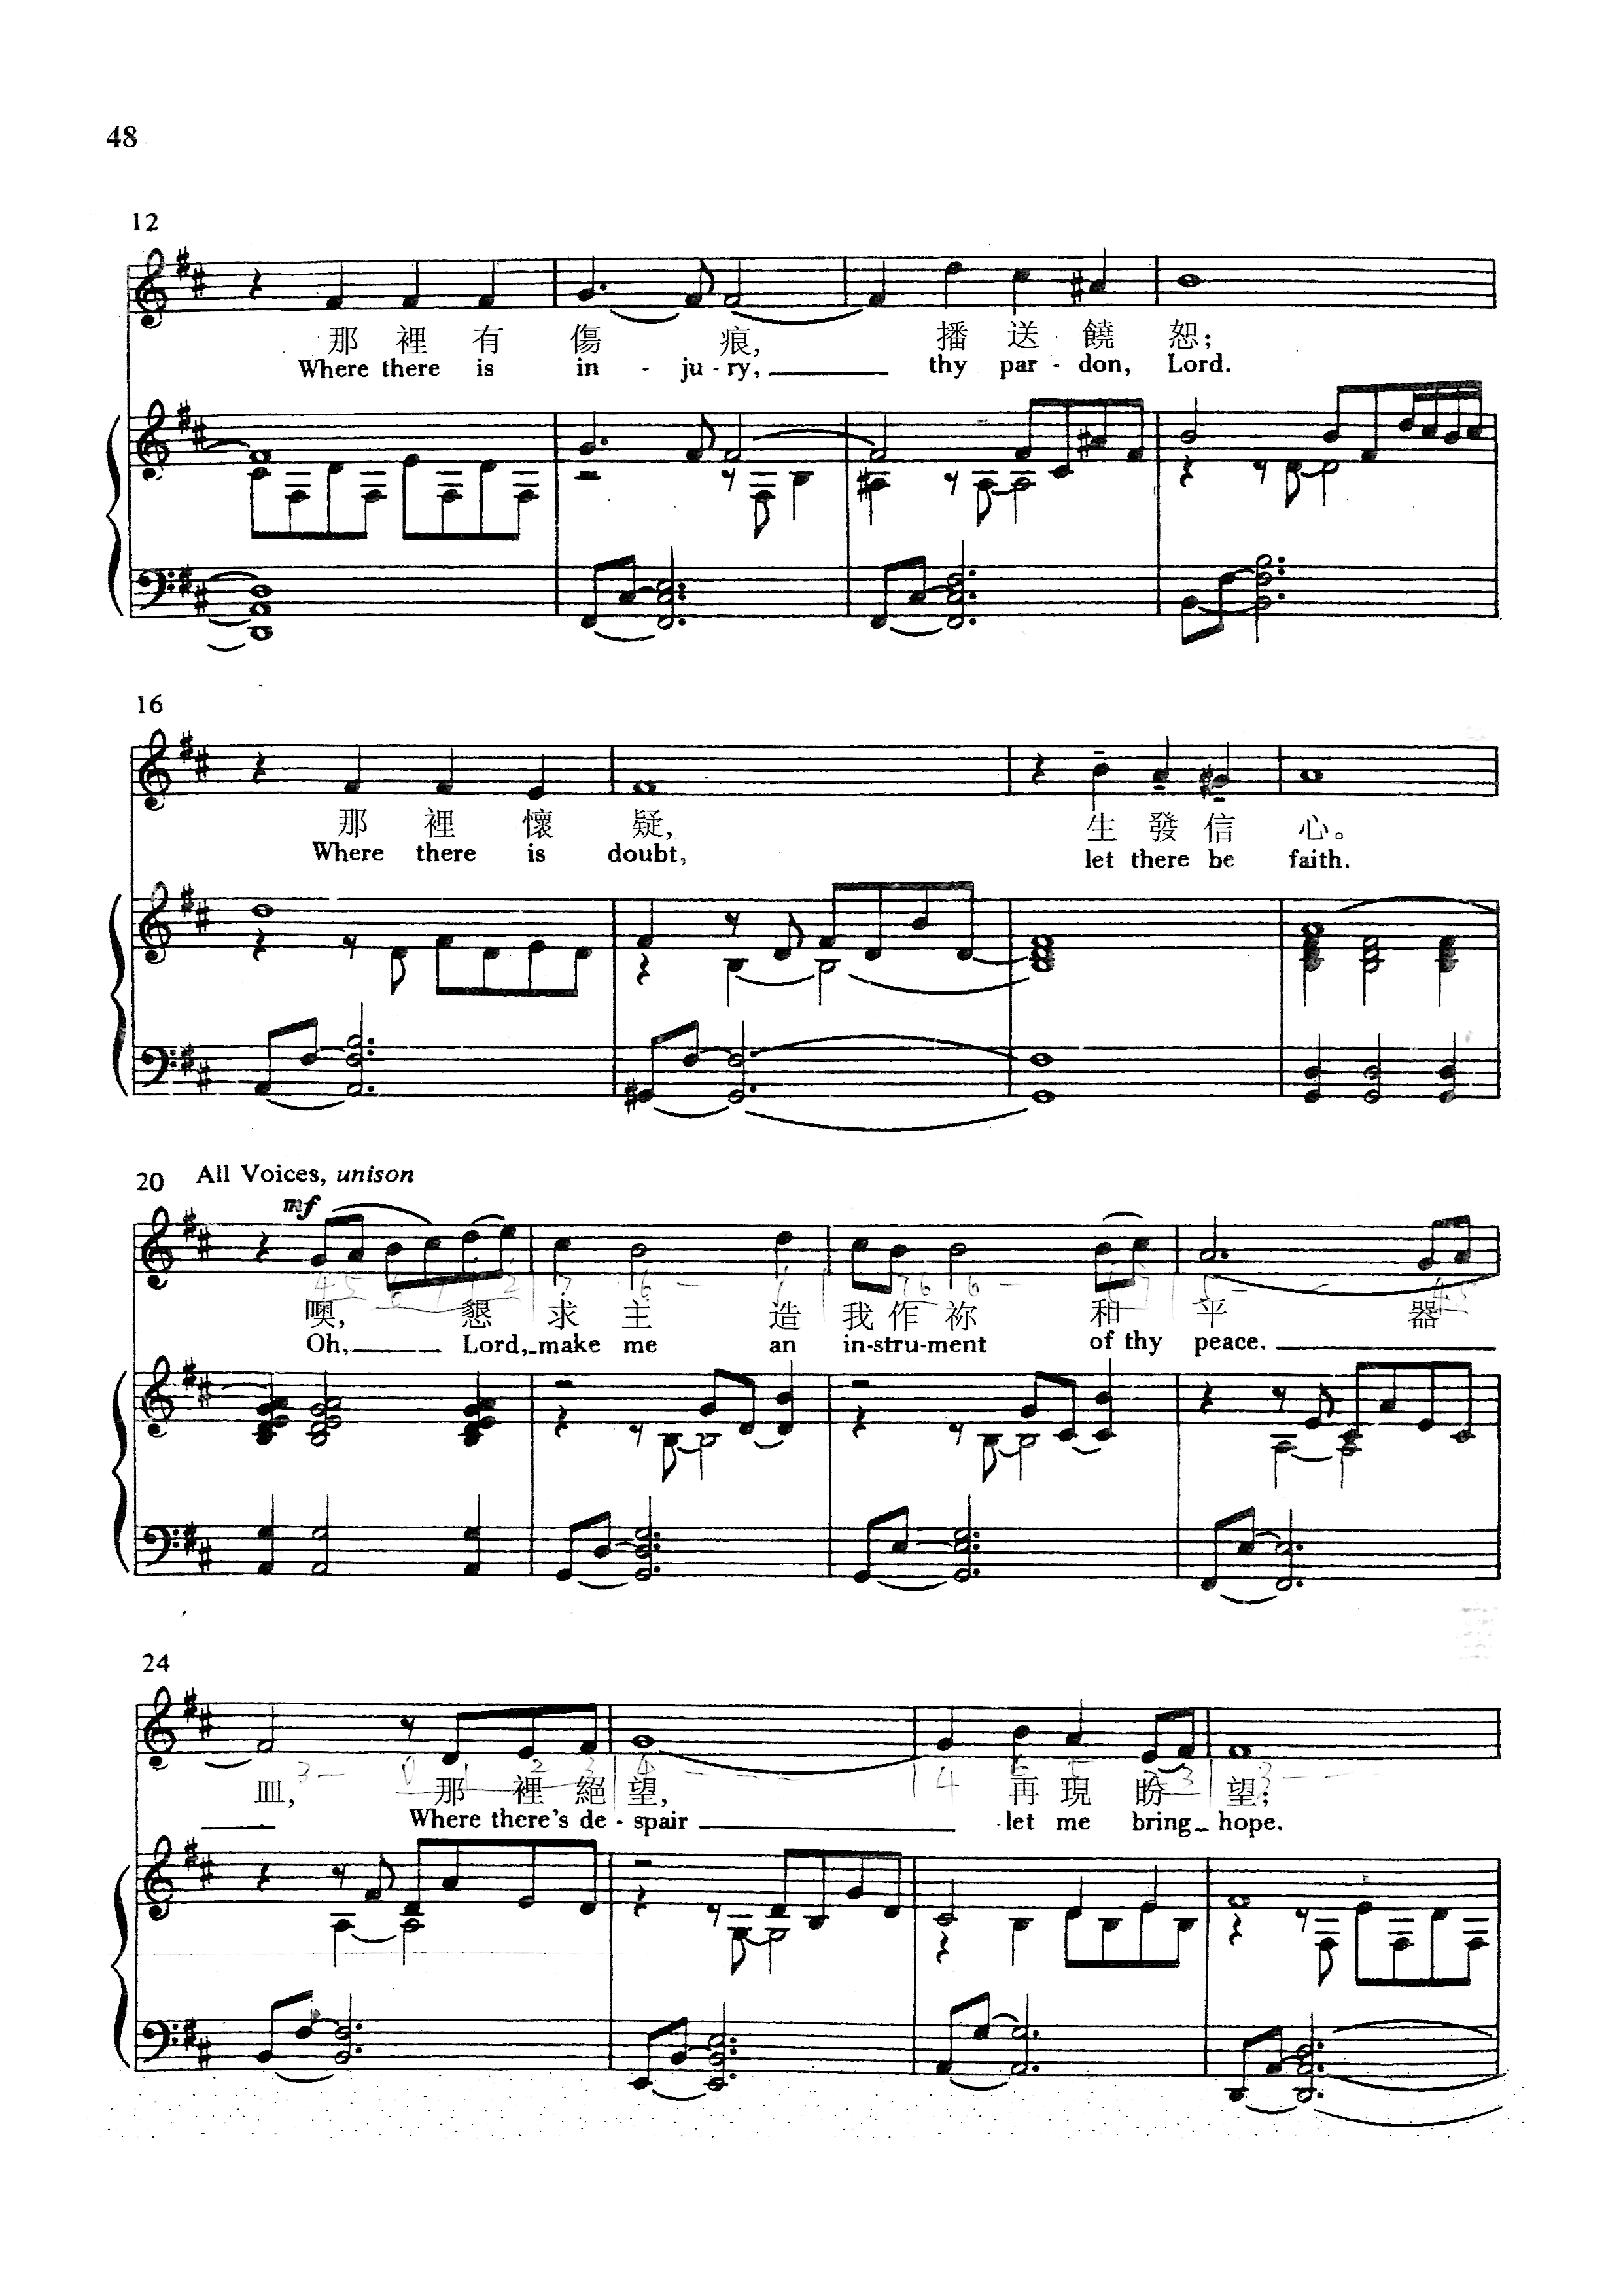 48
12
那 裡 有 傷 痕, 播 送 饒 恕;
Where there is in - ju - ry, thy par - don, Lord.
16
那 裡 懷 疑, 生 發 信 心。
Where there is doubt, let there be faith.
20 All Voices, unison
mf
噢, 懇 求 主 造 我 作 祢 和 平 器
Oh, Lord, make me an in-stru-ment of thy peace.
24
皿, 那 裡 絕 望, 再 現 盼 望;
Where there's de - spair let me bring hope.